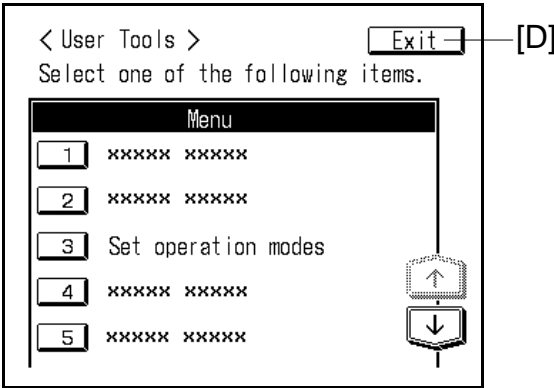 < User Tools > Exit [D]
Select one of the following items.
Menu
1 xxxxx xxxxx
2 xxxxx xxxxx
3 Set operation modes
4 xxxxx xxxxx
5 xxxxx xxxxx